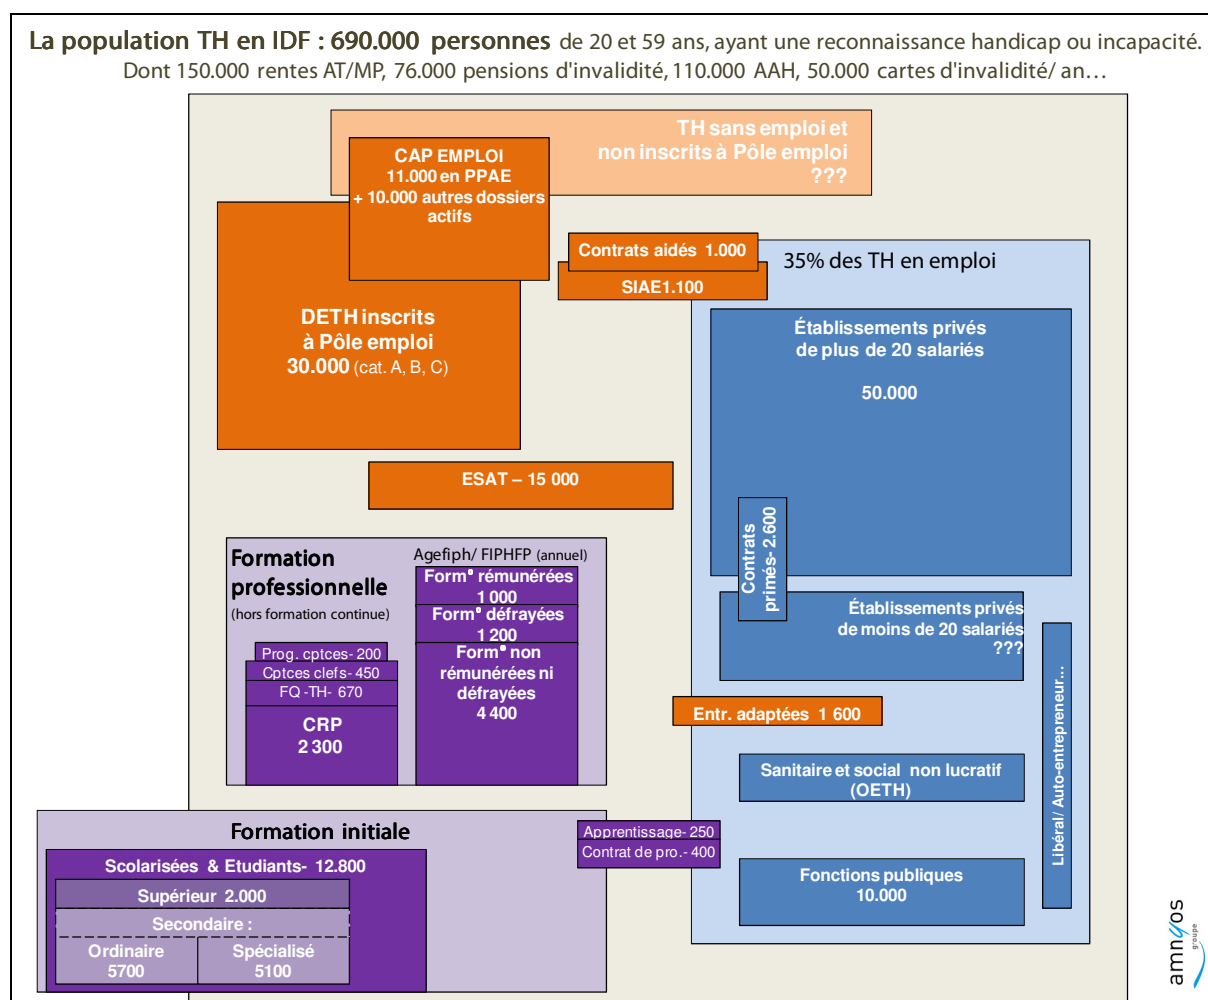 La population TH en IDF : 690.000 personnes de 20 et 59 ans, ayant une reconnaissance handicap ou incapacité.
Dont 150.000 rentes AT/MP, 76.000 pensions d'invalidité, 110.000 AAH, 50.000 cartes d'invalidité/ an…
TH sans emploi et
non inscrits à Pôle emploi
???
CAP EMPLOI
11.000 en PPAE
+ 10.000 autres dossiers
actifs
DETH inscrits
à Pôle emploi
30.000 (cat. A, B, C)
Contrats aidés 1.000
SIAE1.100
35% des TH en emploi
Établissements privés
de plus de 20 salariés
50.000
ESAT – 15 000
Contrats
primés- 2.600
Établissements privés
de moins de 20 salariés
???
Formation
professionnelle
(hors formation continue)
Agefiph/ FIPHFP (annuel)
Form° rémunérées
1 000
Form° défrayées
1 200
Form° non
rémunérées ni
défrayées
4 400
Prog. cptces- 200
Cptces clefs- 450
FQ -TH- 670
CRP
2 300
Entr. adaptées 1 600
Libéral/ Auto-entrepreneur...
Sanitaire et social non lucratif
(OETH)
Formation initiale
Apprentissage- 250
Contrat de pro.- 400
Scolarisées & Etudiants- 12.800
Supérieur 2.000
Secondaire :
Ordinaire
5700
Spécialisé
5100
Fonctions publiques
10.000
amnyos
groupe